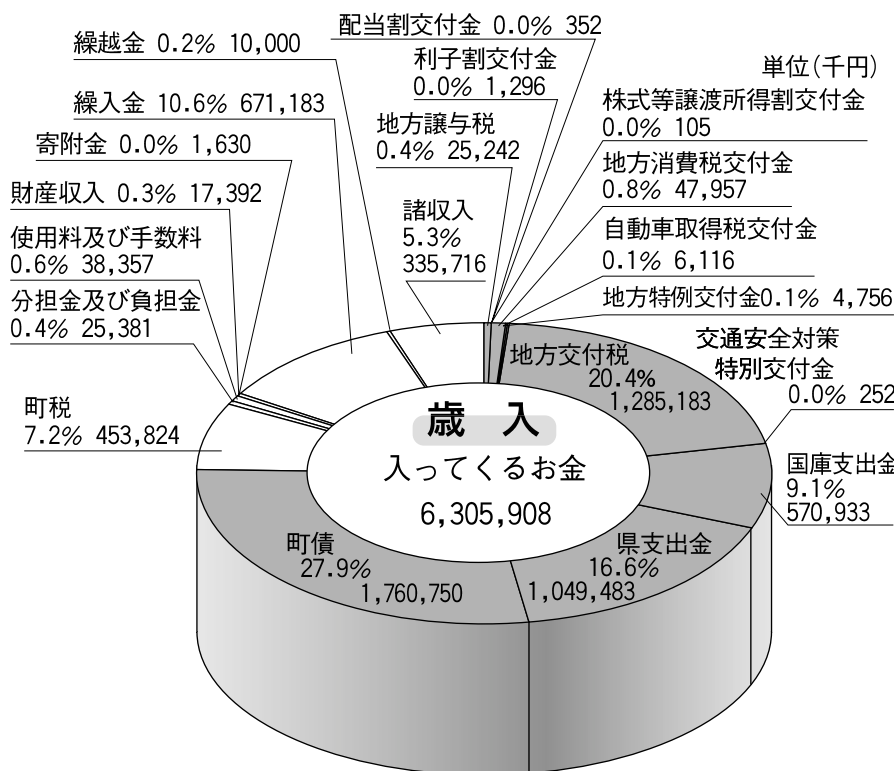 配当割交付金 0.0% 352
繰越金 0.2% 10,000
利子割交付金
0.0% 1,296
単位(千円)
株式等譲渡所得割交付金
0.0% 105
繰入金 10.6% 671,183
地方譲与税
0.4% 25,242
寄附金 0.0% 1,630
地方消費税交付金
0.8% 47,957
財産収入 0.3% 17,392
諸収入
5.3%
335,716
使用料及び手数料
0.6% 38,357
自動車取得税交付金
0.1% 6,116
分担金及び負担金
0.4% 25,381
地方特例交付金0.1% 4,756
交通安全対策
特別交付金
0.0% 252
地方交付税
20.4%
1,285,183
町税
7.2% 453,824
歳 入
入ってくるお金
6,305,908
国庫支出金
9.1%
570,933
町債
27.9%
1,760,750
県支出金
16.6%
1,049,483